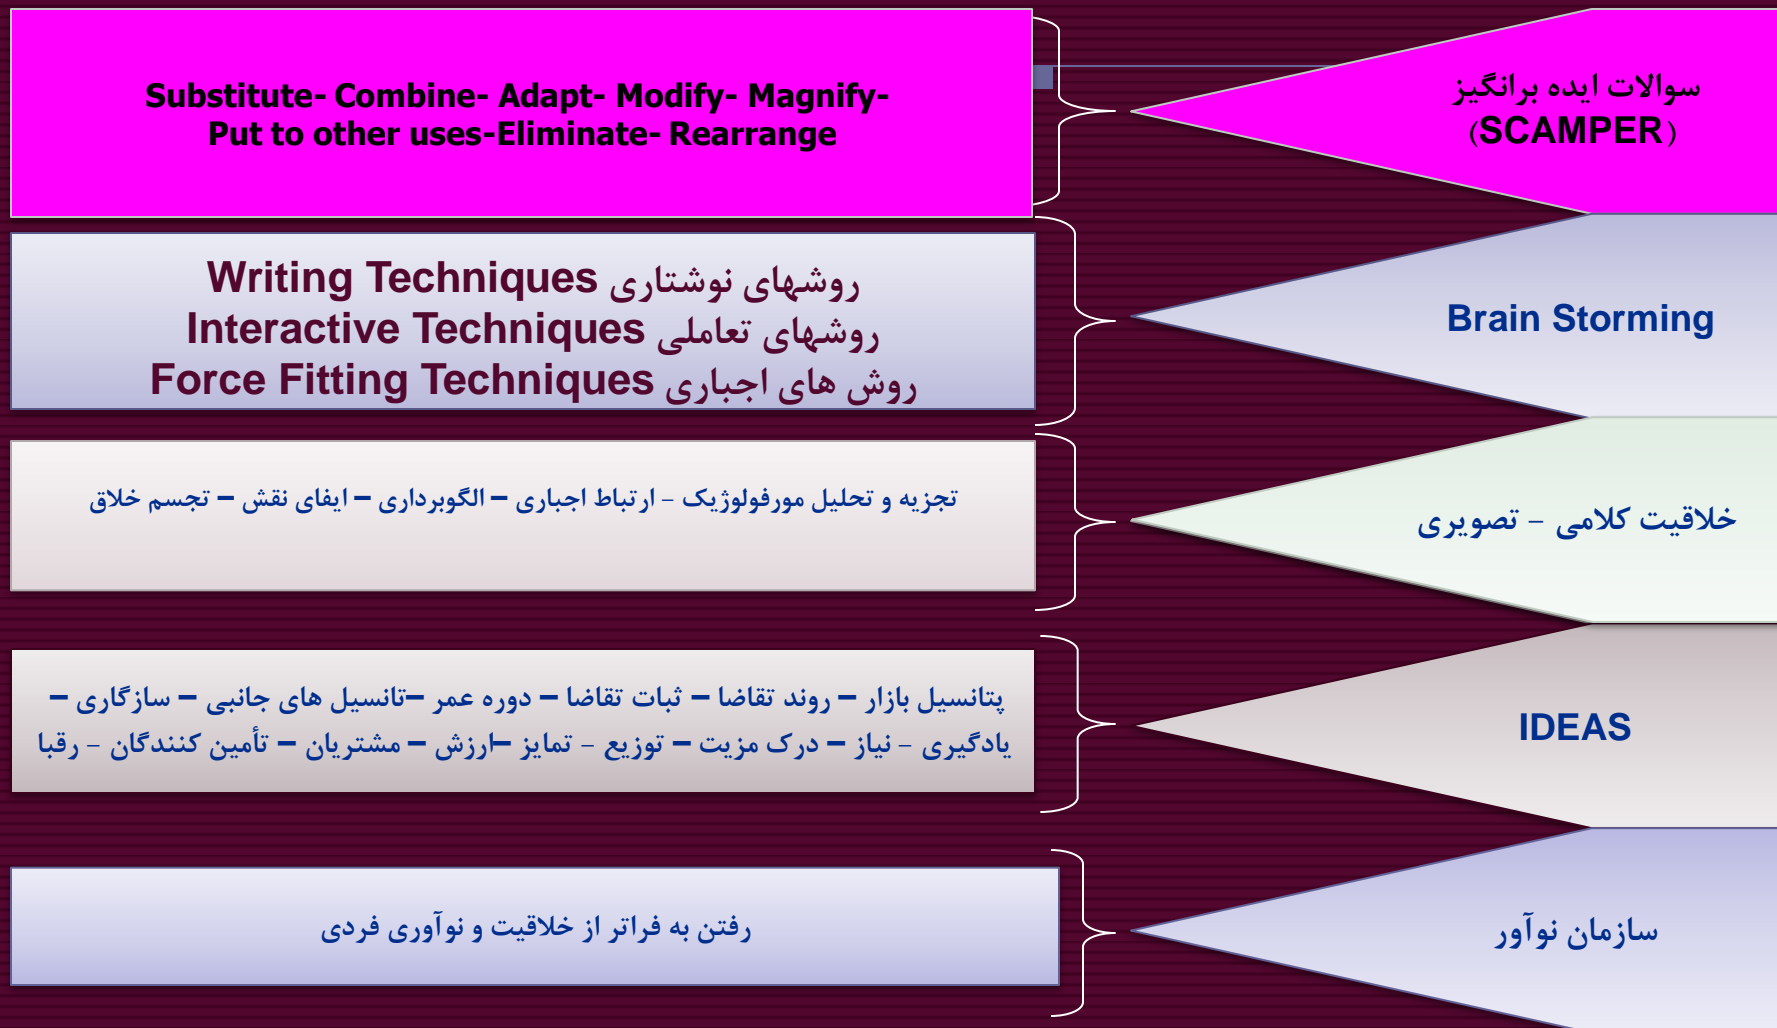 سوالات ایده برانگیز
(SCAMPER)
Substitute- Combine- Adapt- Modify- Magnify-
Put to other uses-Eliminate- Rearrange
Brain Storming
روشهای نوشتاری Writing Techniques
روشهای تعاملی Interactive Techniques
روش های اجباری Force Fitting Techniques
خلاقیت کلامی – تصویری
تجزیه و تحلیل مورفولوژیک – ارتباط اجباری – الگوبرداری – ایفای نقش – تجسم خلاق
IDEAS
پتانسیل بازار – روند تقاضا – ثبات تقاضا – دوره عمر –تانسیل های جانبی – سازگاری –
یادگیری – نیاز – درک مزیت – توزیع – تمایز –ارزش – مشتریان – تأمین کنندگان – رقبا
سازمان نوآور
رفتن به فراتر از خلاقیت و نوآوری فردی